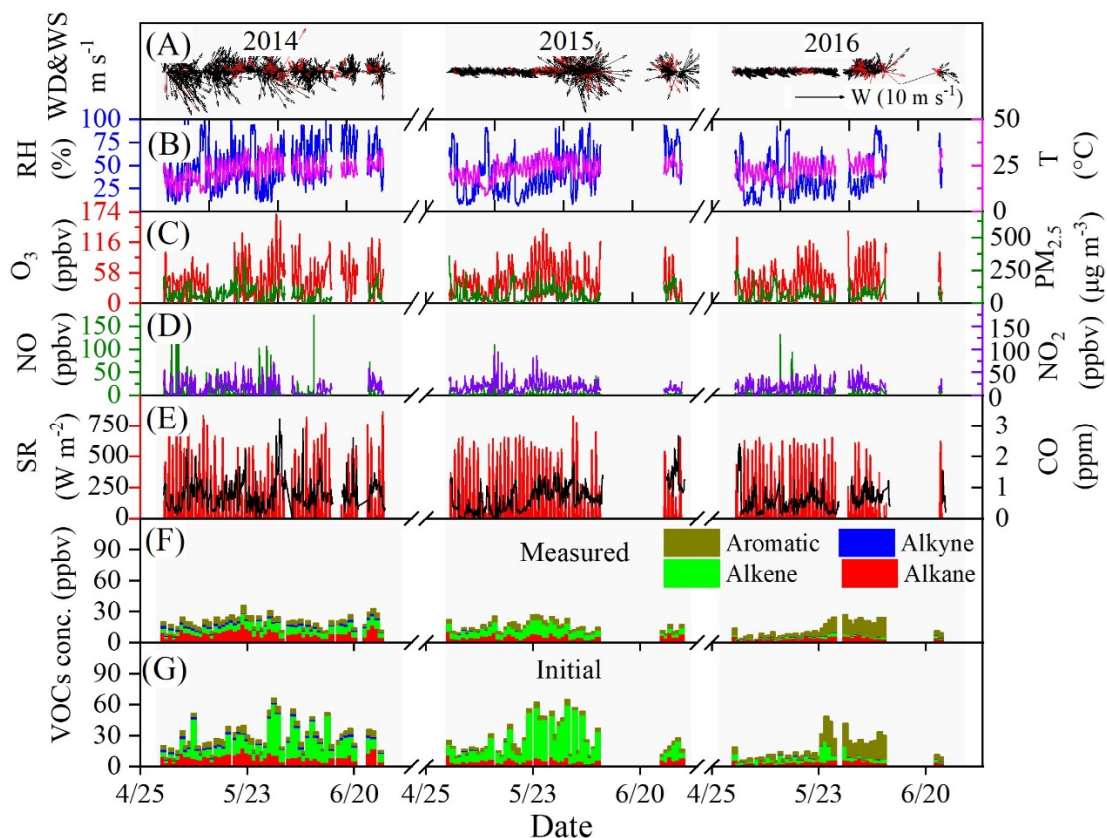 (A)
2014
2015
2016
WD&WS
m s⁻¹
W (10 m s⁻¹)
(B)
RH
(%)
100
75
50
25
50
25
0
T
(°C)
(C)
O₃
(ppbv)
174
116
58
0
500
250
0
PM₂.₅
(µg m⁻³)
(D)
NO
(ppbv)
150
100
50
0
150
100
50
0
NO₂
(ppbv)
(E)
SR
(W m⁻²)
750
500
250
0
3
2
1
0
CO
(ppm)
(F)
Measured
Aromatic
Alkyne
Alkene
Alkane
90
60
30
0
VOCs conc. (ppbv)
(G)
Initial
90
60
30
0
4/25 5/23 6/20 4/25 5/23 6/20 4/25 5/23 6/20
Date